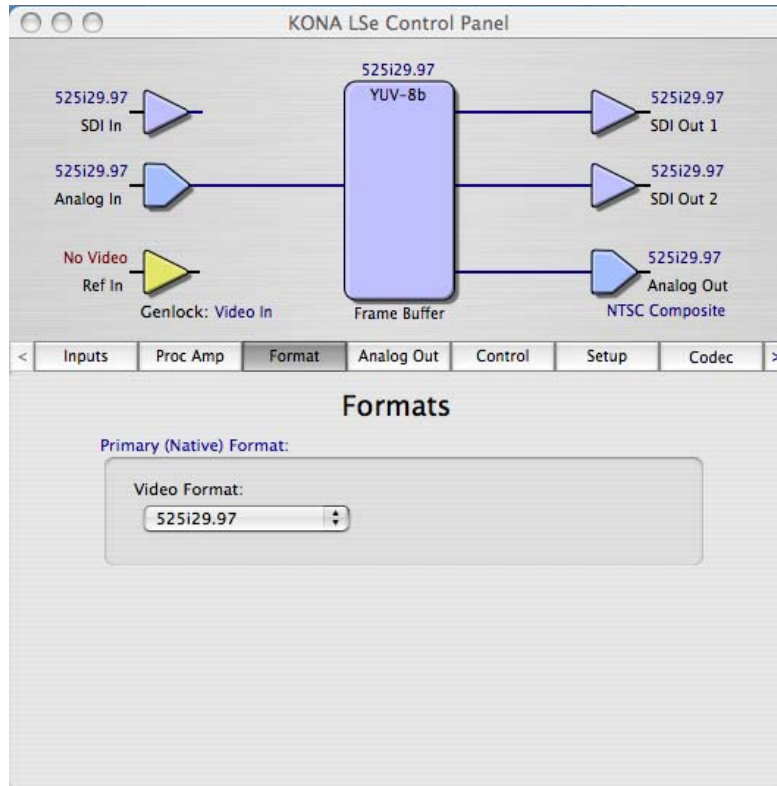 KONA LSe Control Panel
525i29.97
YUV-8b
525i29.97
SDI In
525i29.97
SDI Out 1
525i29.97
Analog In
525i29.97
SDI Out 2
No Video
Ref In
525i29.97
Analog Out
Genlock: Video In
Frame Buffer
NTSC Composite
< Inputs Proc Amp Format Analog Out Control Setup Codec >
Formats
Primary (Native) Format:
Video Format:
525i29.97